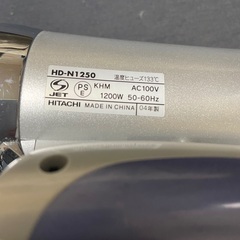 HD-N1250
温度ヒューズ133℃
S JET
PS E
KHM
AC100V
1200W 50-60Hz
HITACHI MADE IN CHINA 04年製